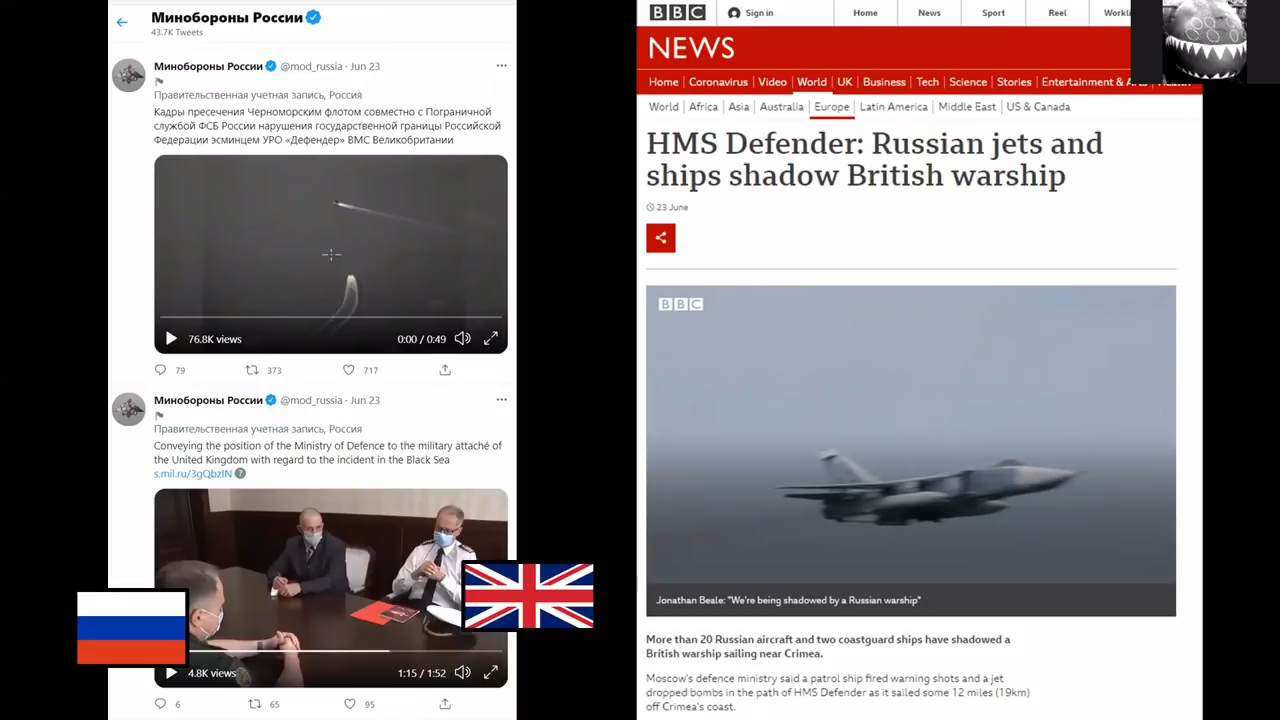 Минобороны России
43.7K Tweets
Минобороны России @mod_russia · Jun 23
Правительственная учетная запись, Россия
Кадры пресечения Черноморским флотом совместно с Пограничной
службой ФСБ России нарушения государственной границы Российской
Федерации эсминцем УРО «Дефендер» ВМС Великобритании
76.8K views
0:00 / 0:49
79
373
717
Минобороны России @mod_russia · Jun 23
Правительственная учетная запись, Россия
Conveying the position of the Ministry of Defence to the military attaché of
the United Kingdom with regard to the incident in the Black Sea
s.mil.ru/3gQbzIN ?
4.8K views
1:15 / 1:52
6
65
95
BBC
Sign in
Home
News
Sport
Reel
NEWS
Home
Coronavirus
Video
World
UK
Business
Tech
Science
Stories
Entertainment &
World
Africa
Asia
Australia
Europe
Latin America
Middle East
US & Canada
HMS Defender: Russian jets and
ships shadow British warship
23 June
BBC
Jonathan Beale: "We're being shadowed by a Russian warship"
More than 20 Russian aircraft and two coastguard ships have shadowed a
British warship sailing near Crimea.
Moscow's defence ministry said a patrol ship fired warning shots and a jet
dropped bombs in the path of HMS Defender as it sailed some 12 miles (19km)
off Crimea's coast.